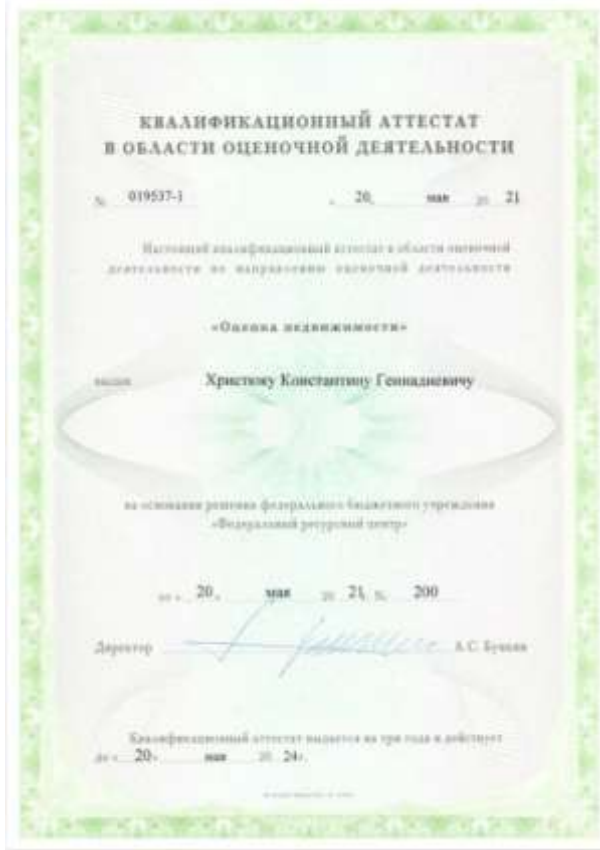 КВАЛИФИКАЦИОННЫЙ АТТЕСТАТ
В ОБЛАСТИ ОЦЕНОЧНОЙ ДЕЯТЕЛЬНОСТИ
№ 019537-1 « 20 » мая 20 21
Настоящий квалификационный аттестат в области оценочной
деятельности по направлению оценочной деятельности
«Оценка недвижимости»
выдан Христюку Константину Геннадиевичу
на основании решения федерального бюджетного учреждения
«Федеральный ресурсный центр»
от « 20 » мая 20 21 № 200
Директор А.С. Бункин
Квалификационный аттестат выдается на три года и действует
до « 20 » мая 20 24 г.